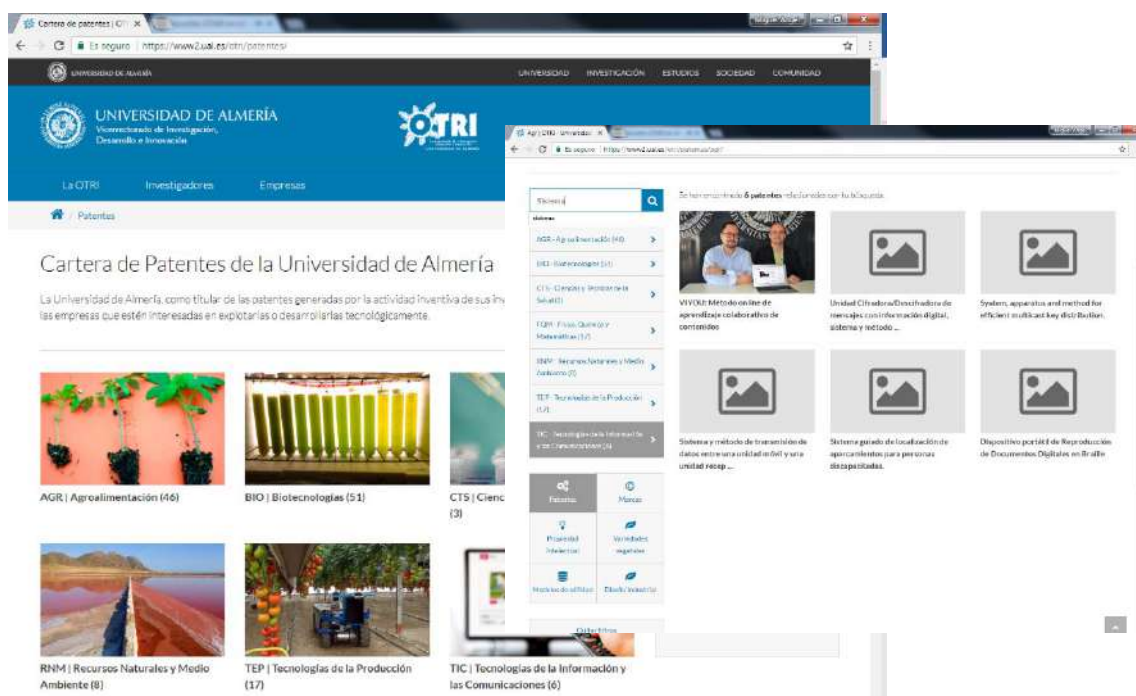 Cartera de patentes | OT
Es seguro | https://www2.ual.es/otri/patentes/
UNIVERSIDAD DE ALMERÍA
UNIVERSIDAD INVESTIGACIÓN ESTUDIOS SOCIEDAD COMUNIDAD
UNIVERSIDAD DE ALMERÍA
Vicerrectorado de Investigación,
Desarrollo e Innovación
OTRI
La OTRI Investigadores Empresas
/ Patentes
Cartera de Patentes de la Universidad de Almería
La Universidad de Almería, como titular de las patentes generadas por la actividad inventiva de sus inv
las empresas que estén interesadas en explotarlas o desarrollarlas tecnológicamente.
AGR | Agroalimentación (46)
BIO | Biotecnologías (51)
CTS | Cienc
(3)
RNM | Recursos Naturales y Medio
Ambiente (8)
TEP | Tecnologías de la Producción
(17)
TIC | Tecnologías de la Información y
las Comunicaciones (6)
Es seguro
Sistema
sistema
AGR - Agroalimentación (46)
BIO - Biotecnologías (51)
CTS - Ciencias y Tecnologías de la
Salud (3)
FQM - Física, Química y
Matemáticas (17)
RNM - Recursos Naturales y Medio
Ambiente (8)
TEP - Tecnologías de la Producción
(17)
TIC - Tecnologías de la Información
y las Comunicaciones (6)
Patentes
Marcas
Propiedad
Intelectual
Variedades
vegetales
Modelos de utilidad
Diseño industrial
Quitar filtros
Se han encontrado 6 patentes relacionadas con tu búsqueda.
VIYOU: Método online de
aprendizaje colaborativo de
contenidos
Unidad Cifradora/Descifradora de
mensajes con información digital,
sistema y método ...
System, apparatus and method for
efficient multicast key distribution.
Sistema y método de transmisión de
datos entre una unidad móvil y una
unidad recep ...
Sistema guiado de localización de
aparcamientos para personas
discapacitadas.
Dispositivo portátil de Reproducción
de Documentos Digitales en Braille